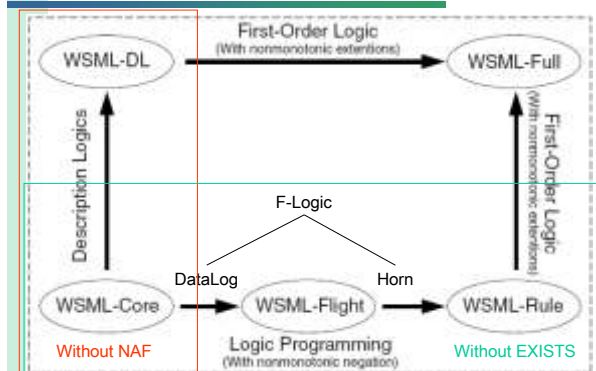 First-Order Logic
(With nonmonotonic extentions)
WSML-DL
WSML-Full
Description Logics
First-Order Logic
(With nonmonotonic extentions)
F-Logic
DataLog
Horn
WSML-Core
WSML-Flight
WSML-Rule
Without NAF
Logic Programming
(With nonmonotonic negation)
Without EXISTS